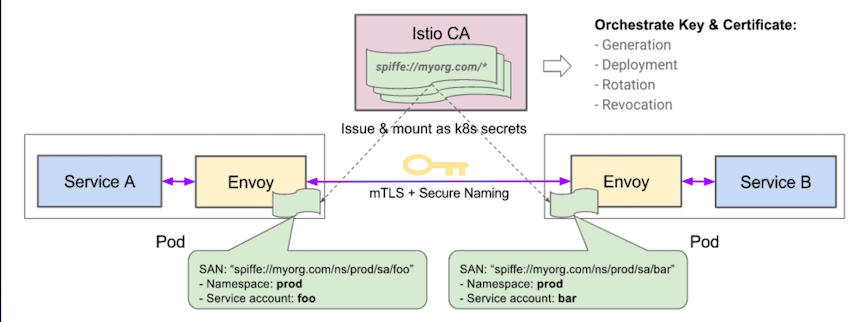 Istio CA
spiffe://myorg.com/*
Orchestrate Key & Certificate:
- Generation
- Deployment
- Rotation
- Revocation
Issue & mount as k8s secrets
Service A
Envoy
mTLS + Secure Naming
Envoy
Service B
Pod
Pod
SAN: “spiffe://myorg.com/ns/prod/sa/foo”
- Namespace: prod
- Service account: foo
SAN: “spiffe://myorg.com/ns/prod/sa/bar”
- Namespace: prod
- Service account: bar